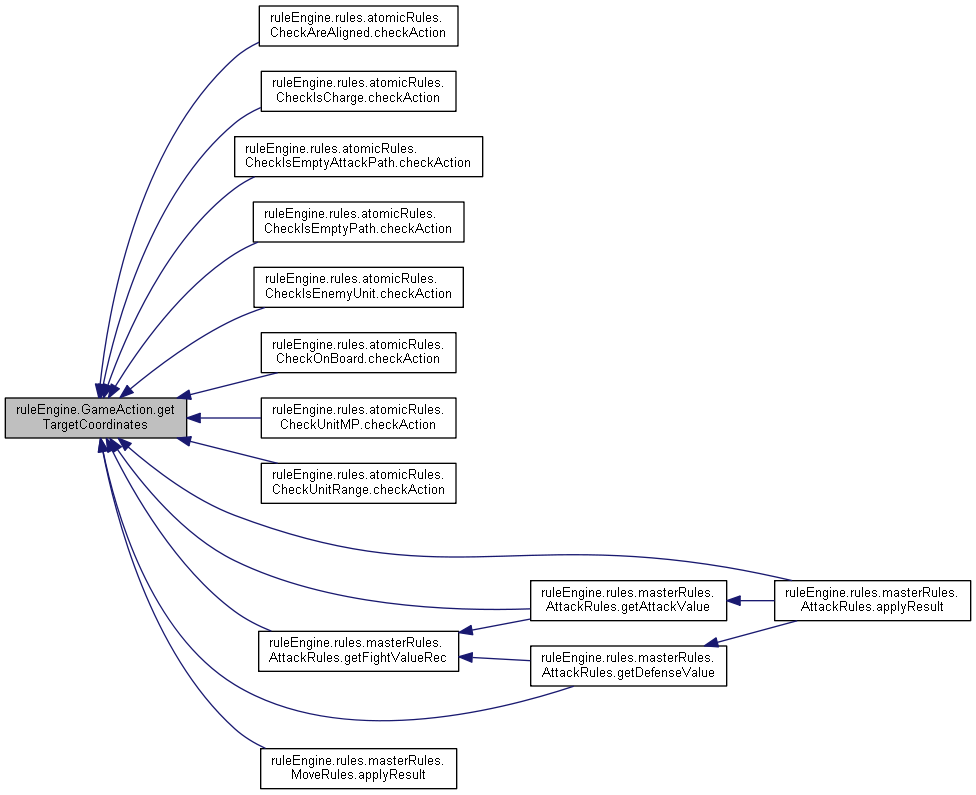 ruleEngine.rules.atomicRules.
CheckAreAligned.checkAction
ruleEngine.rules.atomicRules.
CheckIsCharge.checkAction
ruleEngine.rules.atomicRules.
CheckIsEmptyAttackPath.checkAction
ruleEngine.rules.atomicRules.
CheckIsEmptyPath.checkAction
ruleEngine.rules.atomicRules.
CheckIsEnemyUnit.checkAction
ruleEngine.rules.atomicRules.
CheckOnBoard.checkAction
ruleEngine.GameAction.get
TargetCoordinates
ruleEngine.rules.atomicRules.
CheckUnitMP.checkAction
ruleEngine.rules.atomicRules.
CheckUnitRange.checkAction
ruleEngine.rules.masterRules.
AttackRules.getAttackValue
ruleEngine.rules.masterRules.
AttackRules.applyResult
ruleEngine.rules.masterRules.
AttackRules.getFightValueRec
ruleEngine.rules.masterRules.
AttackRules.getDefenseValue
ruleEngine.rules.masterRules.
MoveRules.applyResult